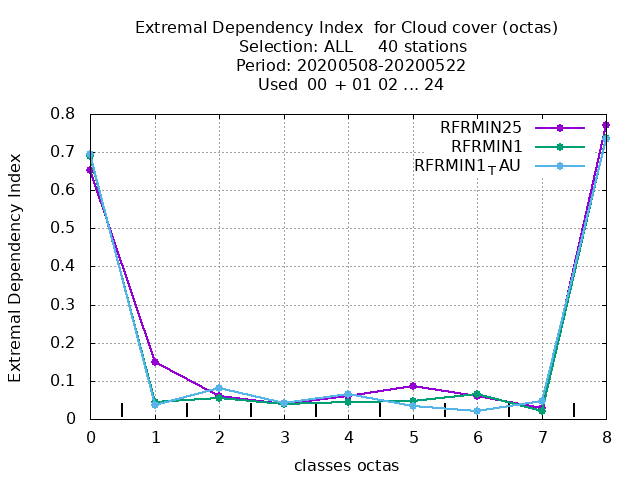 Extremal Dependency Index  for Cloud cover (octas)
Selection: ALL     40 stations
Period: 20200508-20200522
Used  00 + 01 02 ... 24
RFRMIN25
RFRMIN1
RFRMIN1TAU
Extremal Dependency Index
0.8
0.7
0.6
0.5
0.4
0.3
0.2
0.1
0
0 1 2 3 4 5 6 7 8
classes octas